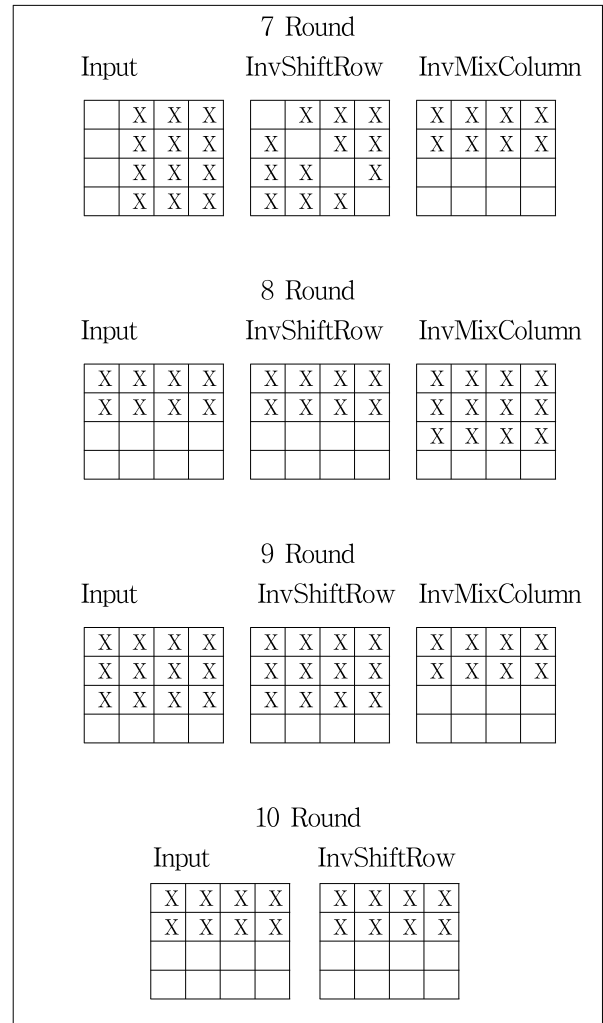 7 Round
Input InvShiftRow InvMixColumn
X X X X X X X X X X
X X X X X X X X X X
X X X X X X
X X X X X X
8 Round
Input InvShiftRow InvMixColumn
X X X X X X X X X X X X
X X X X X X X X X X X X
X X X X
9 Round
Input InvShiftRow InvMixColumn
X X X X X X X X X X X X
X X X X X X X X X X X X
X X X X X X X X
10 Round
Input InvShiftRow
X X X X X X X X
X X X X X X X X